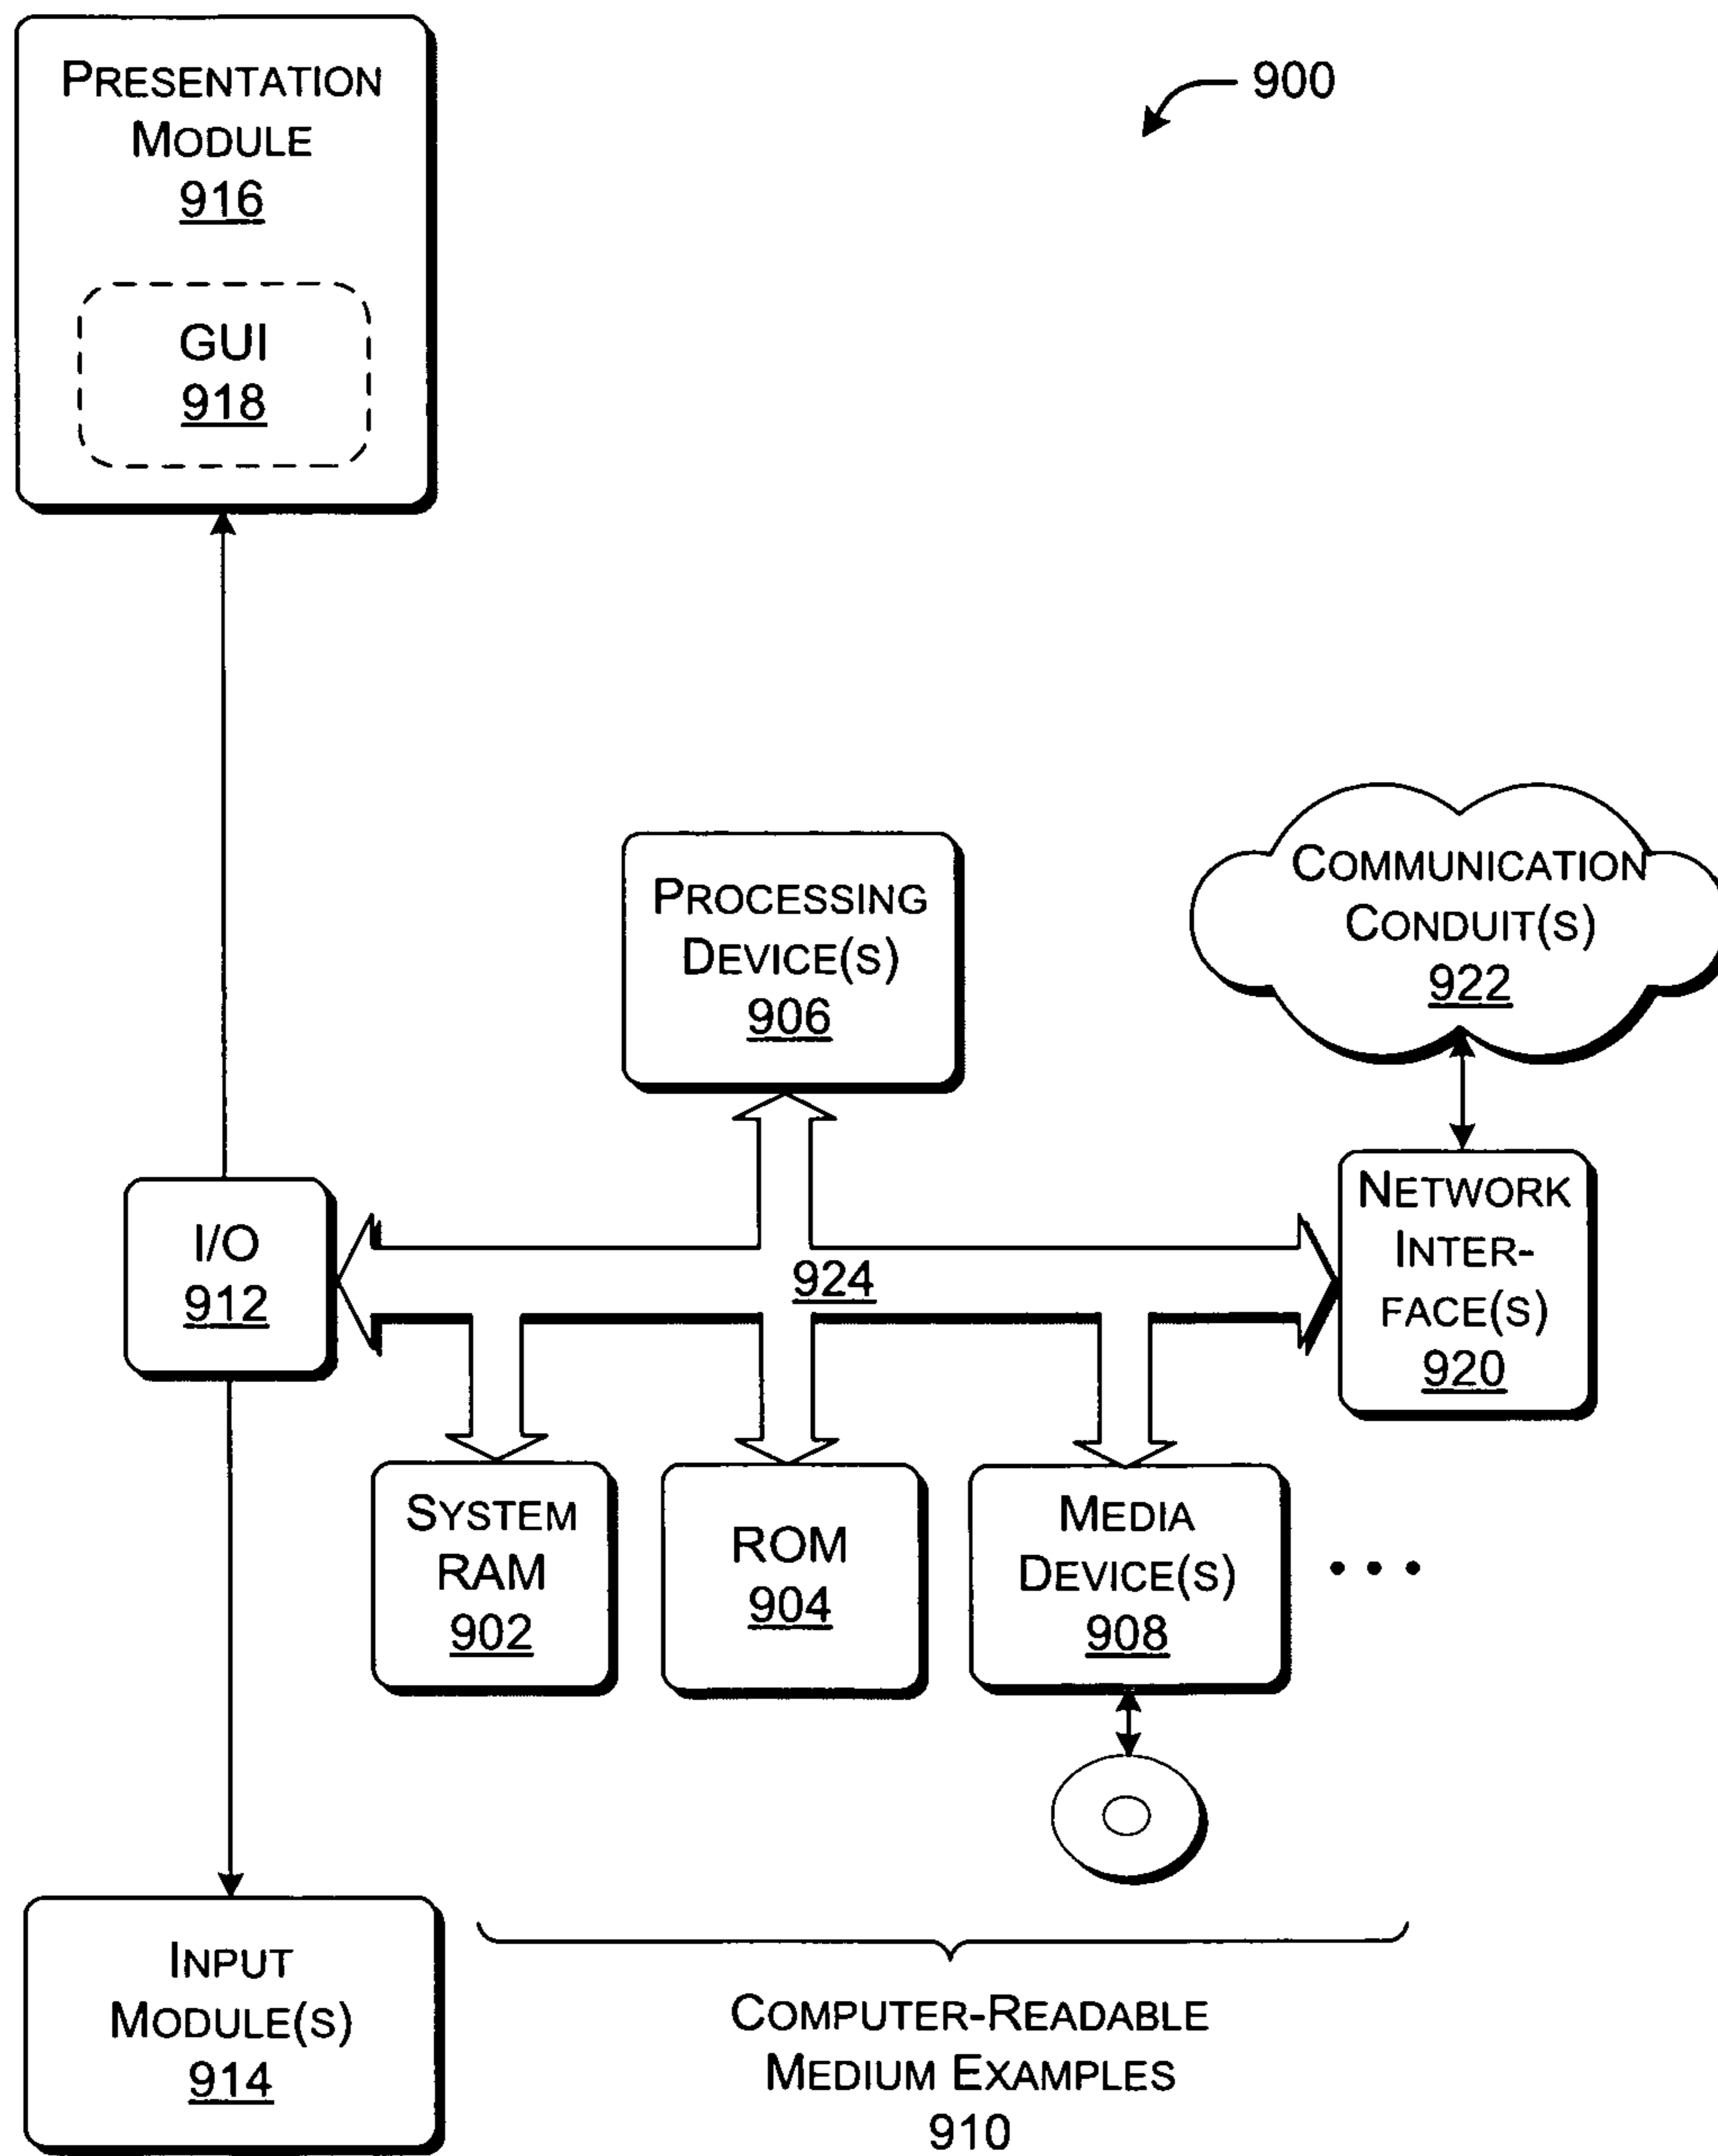 PRESENTATION
MODULE
916
GUI
918
900
PROCESSING
DEVICE(S)
906
COMMUNICATION
CONDUIT(S)
922
I/O
912
924
NETWORK
INTER-
FACE(S)
920
SYSTEM
RAM
902
ROM
904
MEDIA
DEVICE(S)
908
• • •
INPUT
MODULE(S)
914
COMPUTER-READABLE
MEDIUM EXAMPLES
910